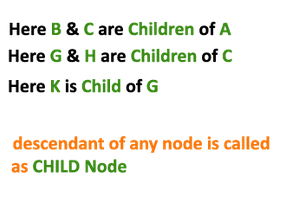 Here B & C are Children of A
Here G & H are Children of C
Here K is Child of G
descendant of any node is called
as CHILD Node